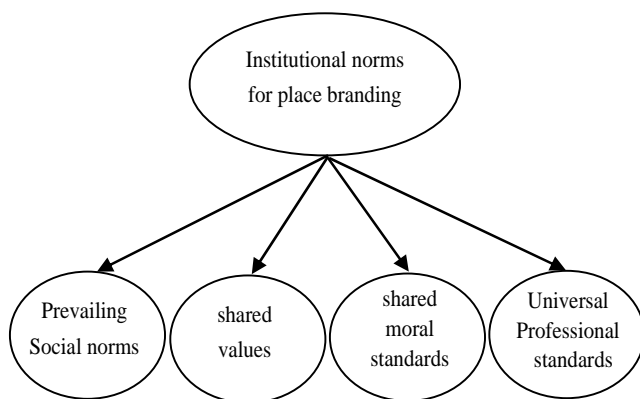 Institutional norms
for place branding
Prevailing
Social norms
shared
values
shared
moral
standards
Universal
Professional
standards